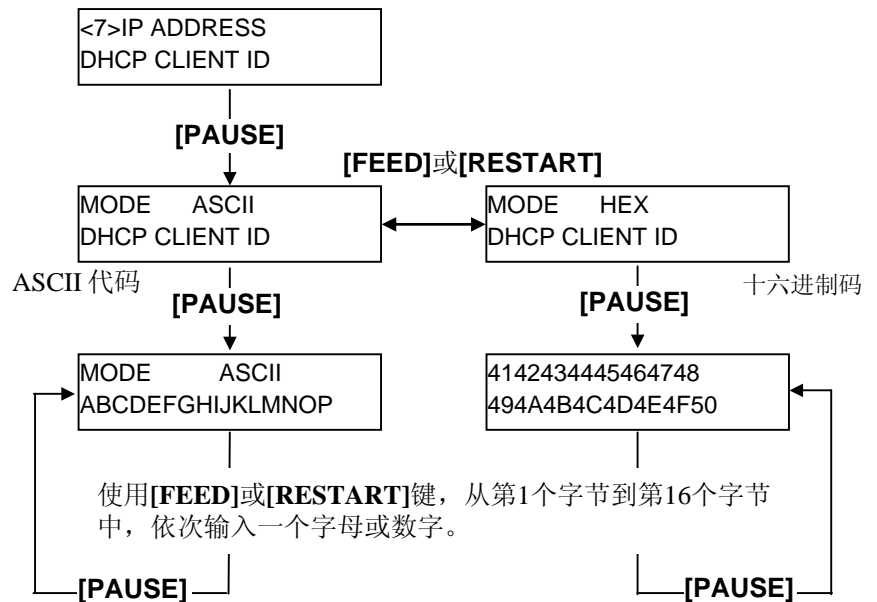 <7>IP ADDRESS
DHCP CLIENT ID
[PAUSE]
[FEED]或[RESTART]
MODE ASCII
DHCP CLIENT ID
MODE HEX
DHCP CLIENT ID
ASCII 代码
[PAUSE]
[PAUSE]
十六进制码
MODE ASCII
ABCDEFGHIJKLMNOP
4142434445464748
494A4B4C4D4E4F50
使用[FEED]或[RESTART]键，从第1个字节到第16个字节
中，依次输入一个字母或数字。
[PAUSE]
[PAUSE]